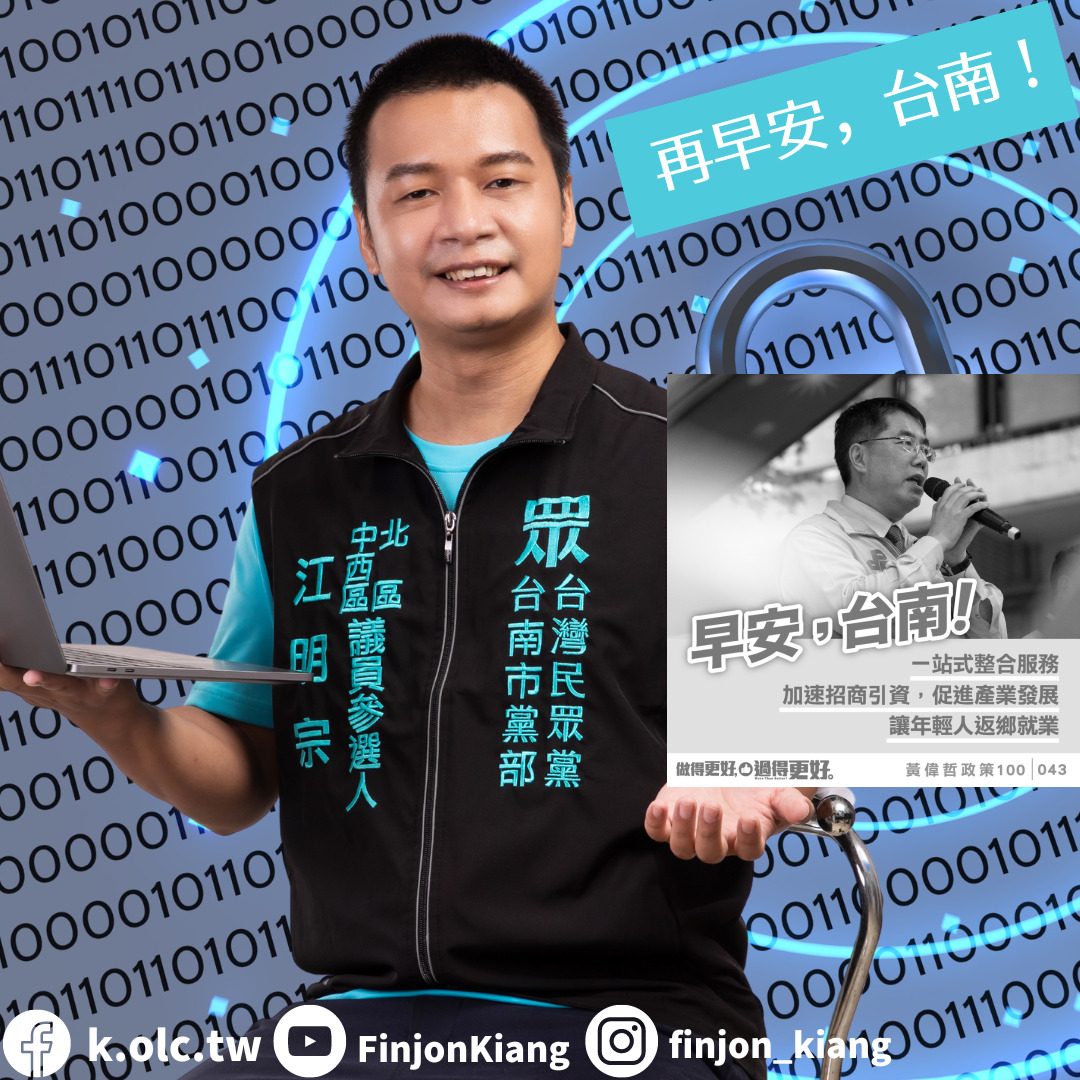 再早安，台南！
北區
中西區
議員參選人
江明宗
眾
台灣民眾黨
台南市黨部
早安，台南!
一站式整合服務
加速招商引資，促進產業發展
讓年輕人返鄉就業
做得更好,過得更好。
黃偉哲政策100 | 043
k.olc.tw
FinjonKiang
finjon_kiang